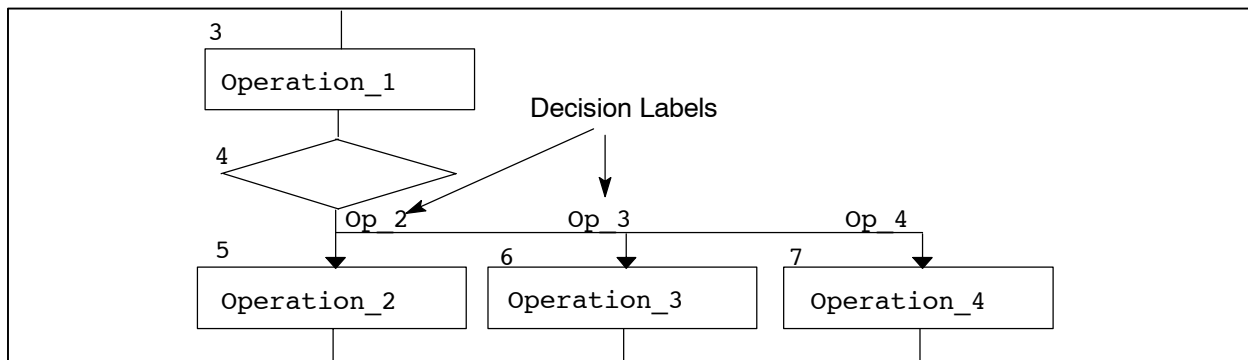 3
Operation_1
Decision Labels
4
Op_2
Op_3
Op_4
5
6
7
Operation_2
Operation_3
Operation_4